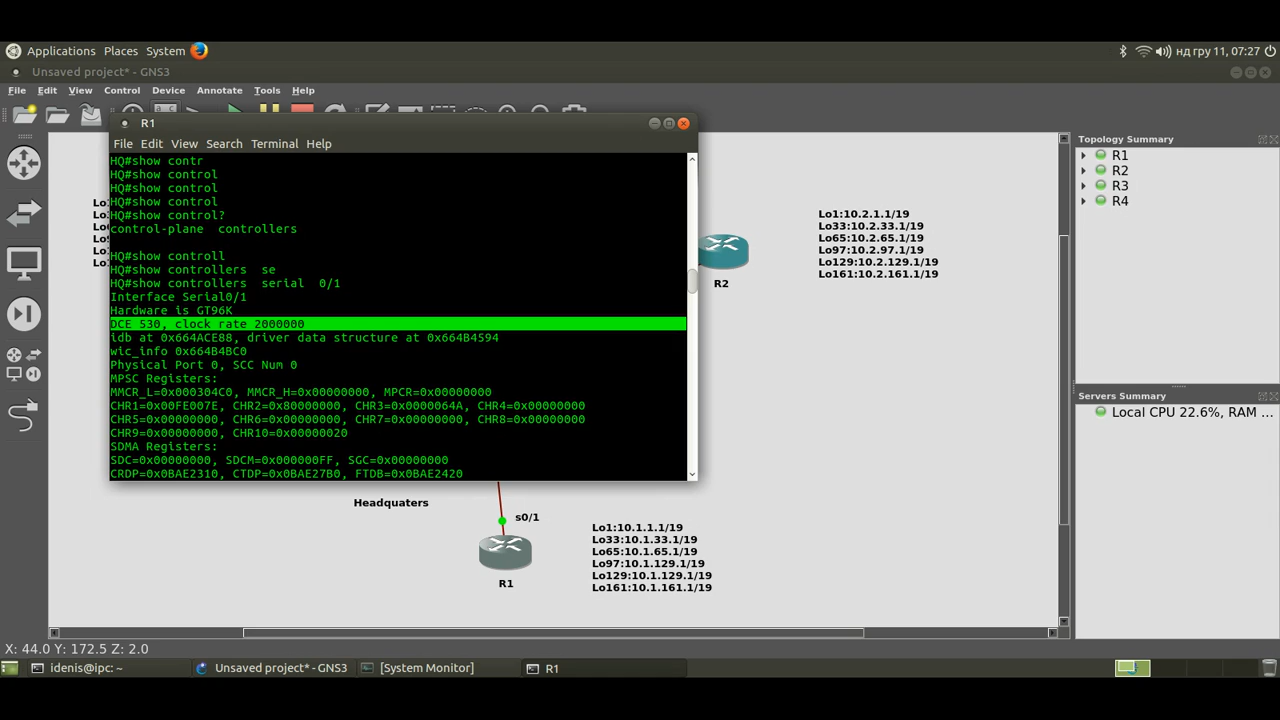 Applications Places System
нд гру 11, 07:27
Unsaved project* - GNS3
File Edit View Control Device Annotate Tools Help
R1
File Edit View Search Terminal Help
HQ#show contr
HQ#show control
HQ#show control
HQ#show control
HQ#show control?
control-plane controllers
HQ#show controll
HQ#show controllers se
HQ#show controllers serial 0/1
Interface Serial0/1
Hardware is GT96K
DCE 530, clock rate 2000000
idb at 0x664ACE88, driver data structure at 0x664B4594
wic_info 0x664B4BC0
Physical Port 0, SCC Num 0
MPSC Registers:
MMCR_L=0x000304C0, MMCR_H=0x00000000, MPCR=0x00000000
CHR1=0x00FE007E, CHR2=0x80000000, CHR3=0x0000064A, CHR4=0x00000000
CHR5=0x00000000, CHR6=0x00000000, CHR7=0x00000000, CHR8=0x00000000
CHR9=0x00000000, CHR10=0x00000020
SDMA Registers:
SDC=0x00000000, SDCM=0x000000FF, SGC=0x00000000
CRDP=0x0BAE2310, CTDP=0x0BAE27B0, FTDB=0x0BAE2420
R2
Lo1:10.2.1.1/19
Lo33:10.2.33.1/19
Lo65:10.2.65.1/19
Lo97:10.2.97.1/19
Lo129:10.2.129.1/19
Lo161:10.2.161.1/19
Headquaters
s0/1
R1
Lo1:10.1.1.1/19
Lo33:10.1.33.1/19
Lo65:10.1.65.1/19
Lo97:10.1.129.1/19
Lo129:10.1.129.1/19
Lo161:10.1.161.1/19
Topology Summary
R1
R2
R3
R4
Servers Summary
Local CPU 22.6%, RAM ...
X: 44.0 Y: 172.5 Z: 2.0
idenis@ipc: ~
Unsaved project* - GNS3
[System Monitor]
R1